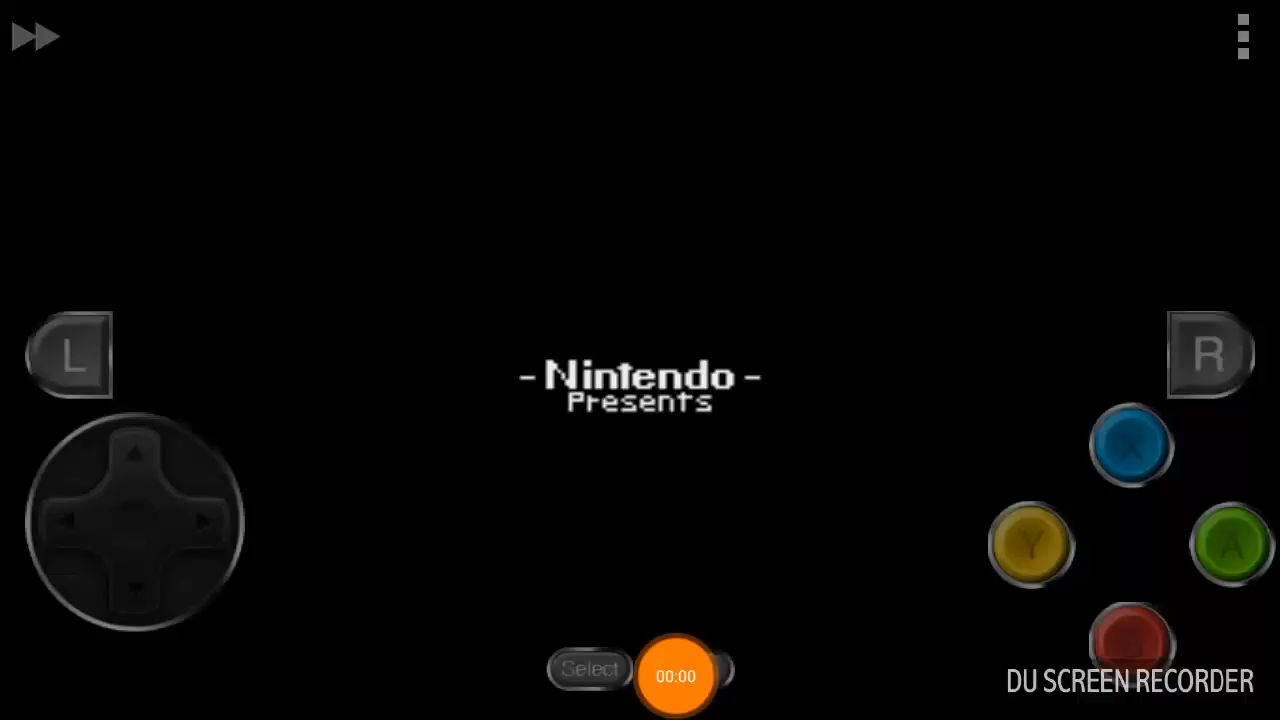 - Nintendo -
Presents
L
R
X
Y
A
Select
00:00
DU SCREEN RECORDER